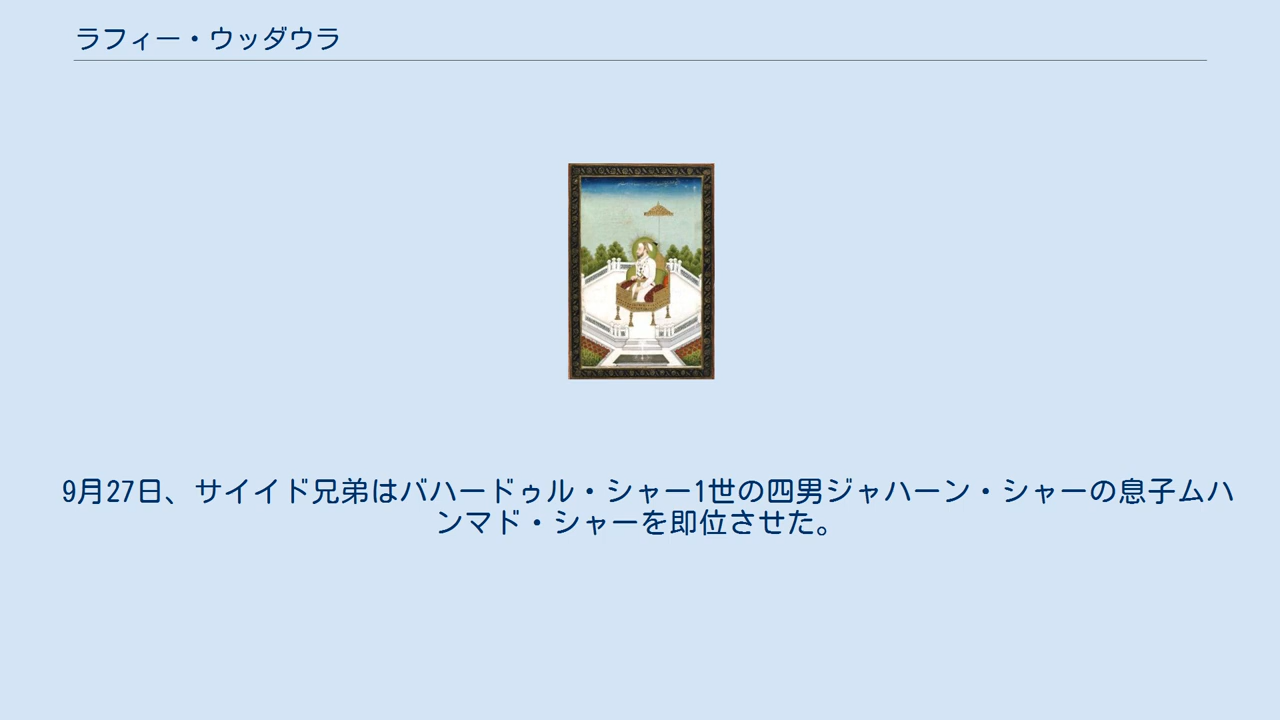 ラフィー・ウッダウラ
9月27日、サイイド兄弟はバハードゥル・シャー1世の四男ジャハーン・シャーの息子ムハ
ンマド・シャーを即位させた。